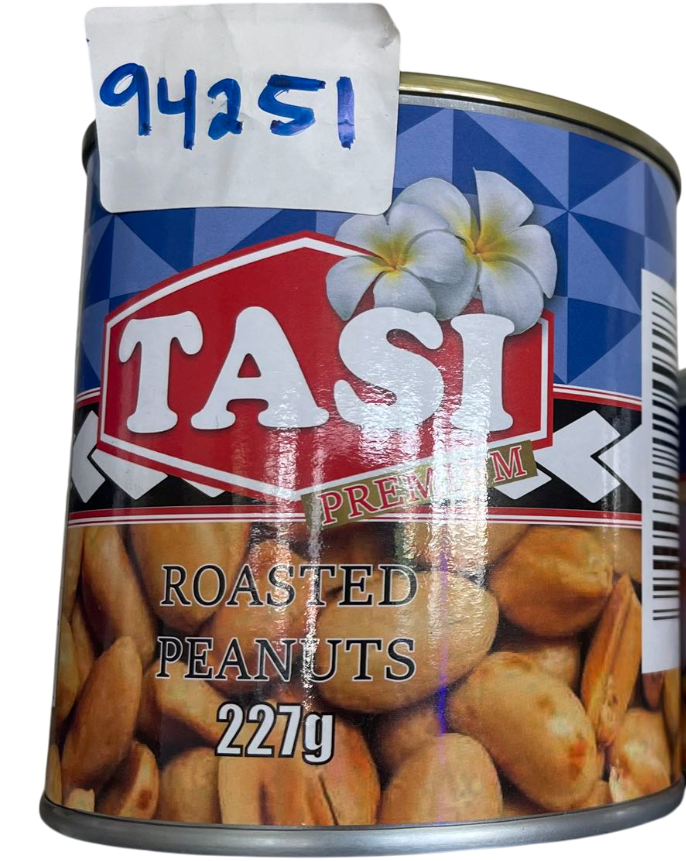 94251
TASI
PREMIUM
ROASTED
PEANUTS
227g